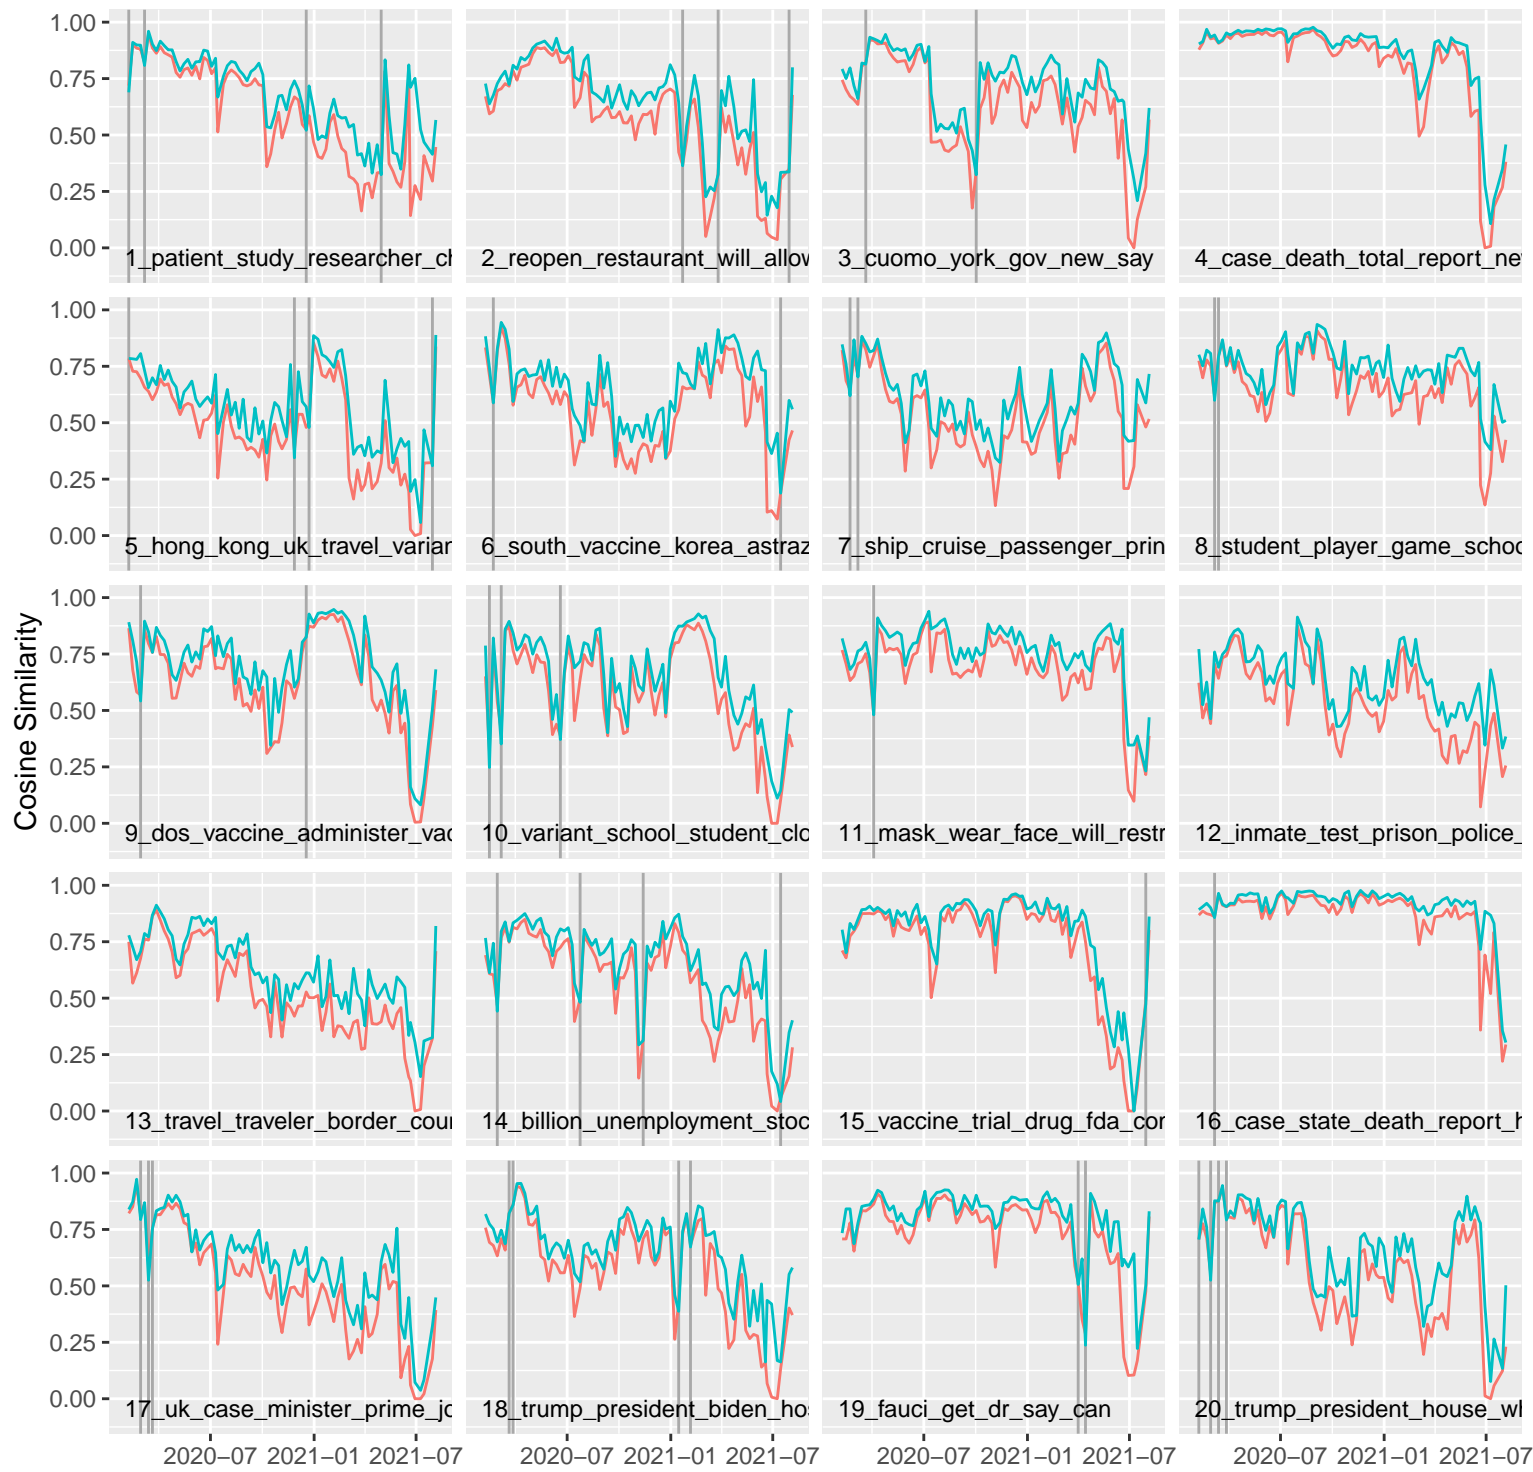 1.00
0.75
0.50
0.25
0.00
1_patient_study_researcher_ch
2_reopen_restaurant_will_allow
3_cuomo_york_gov_new_say
4_case_death_total_report_new
1.00
0.75
0.50
0.25
0.00
5_hong_kong_uk_travel_varian
6_south_vaccine_korea_astraz
7_ship_cruise_passenger_prin
8_student_player_game_schoo
Cosine Similarity
1.00
0.75
0.50
0.25
0.00
9_dos_vaccine_administer_vac
10_variant_school_student_clo
11_mask_wear_face_will_restr
12_inmate_test_prison_police_
1.00
0.75
0.50
0.25
0.00
13_travel_traveler_border_coun
14_billion_unemployment_stoc
15_vaccine_trial_drug_fda_con
16_case_state_death_report_h
1.00
0.75
0.50
0.25
0.00
17_uk_case_minister_prime_jo
18_trump_president_biden_hos
19_fauci_get_dr_say_can
20_trump_president_house_wh
2020−07 2021−01 2021−07
2020−07 2021−01 2021−07
2020−07 2021−01 2021−07
2020−07 2021−01 2021−07